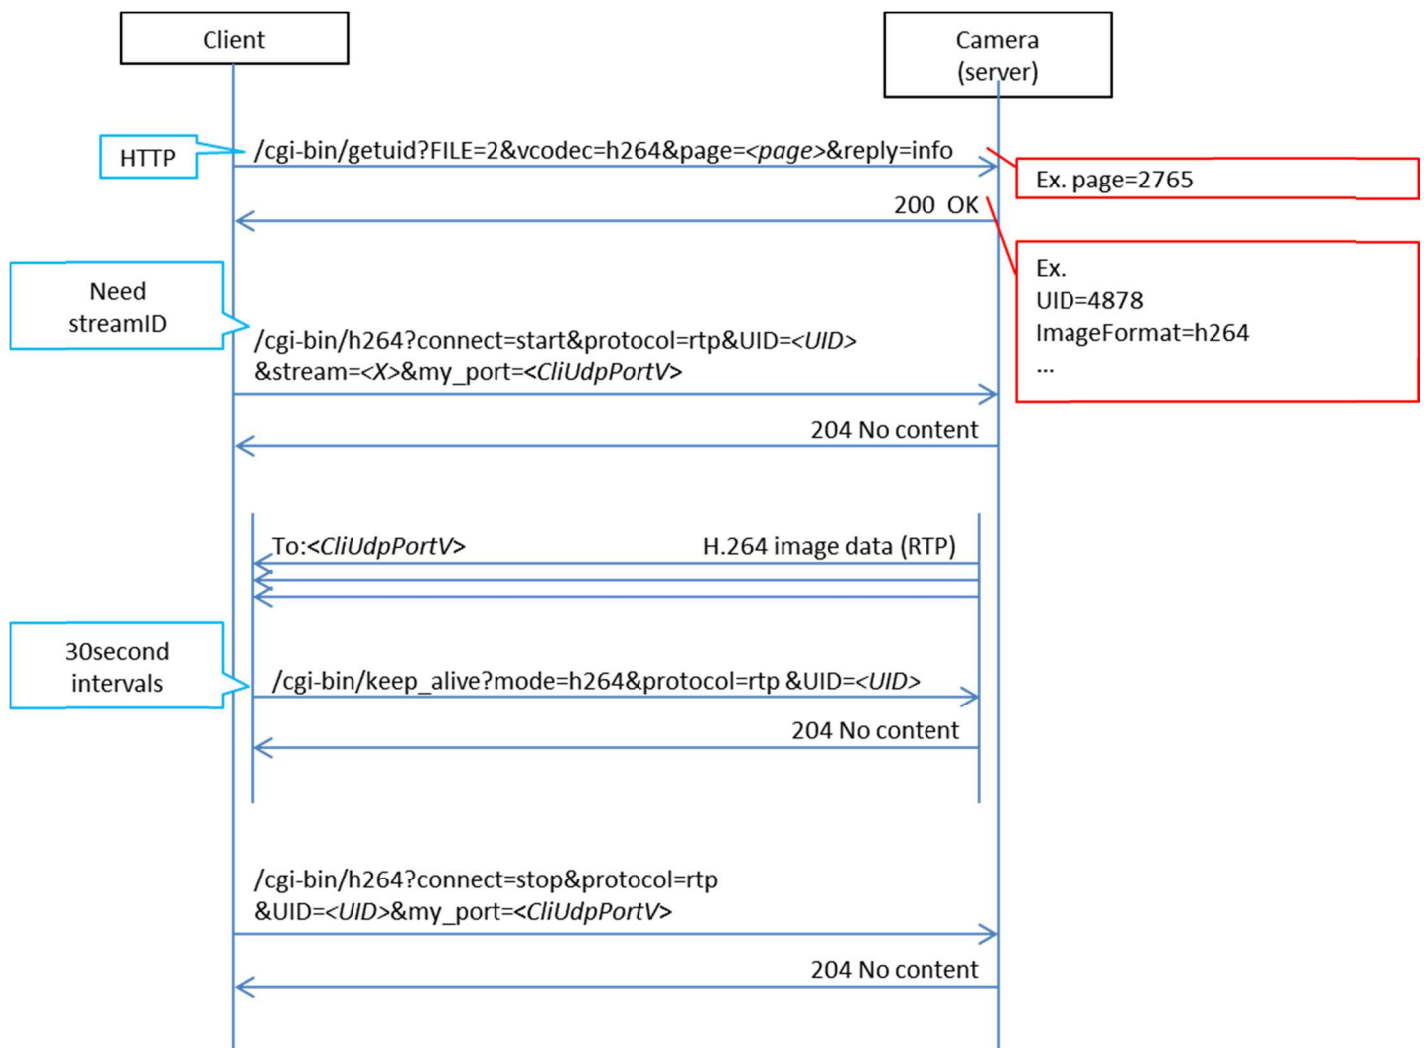 Client
Camera
(server)
HTTP
/cgi-bin/getuid?FILE=2&vcodec=h264&page=<page>&reply=info
Ex. page=2765
200 OK
Ex.
UID=4878
ImageFormat=h264
...
Need
streamID
/cgi-bin/h264?connect=start&protocol=rtp&UID=<UID>
&stream=<X>&my_port=<CliUdpPortV>
204 No content
To:<CliUdpPortV>
H.264 image data (RTP)
30second
intervals
/cgi-bin/keep_alive?mode=h264&protocol=rtp &UID=<UID>
204 No content
/cgi-bin/h264?connect=stop&protocol=rtp
&UID=<UID>&my_port=<CliUdpPortV>
204 No content